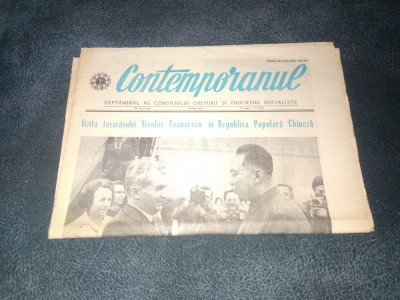 Contemporanul
SĂPTĂMÎNAL AL CONSILIULUI CULTURII ȘI EDUCAȚIEI SOCIALISTE
Vizita tovarășului Nicolae Ceaușescu în Republica Populară Chineză